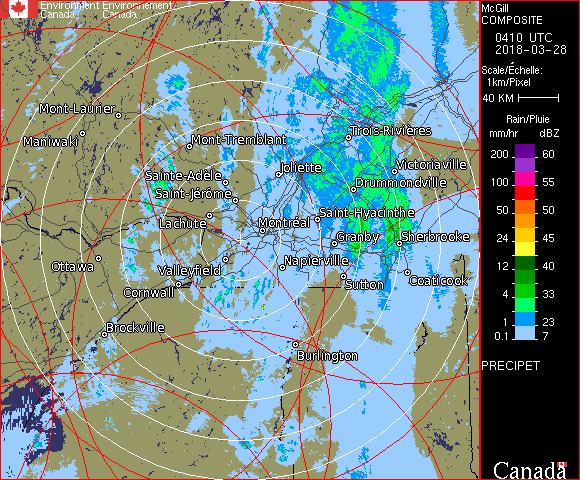 Environment Environnement
Canada Canada
McGill
COMPOSITE
0410 UTC
2018-03-28
Scale/Échelle:
1km/Pixel
40 KM
Rain/Pluie
mm/hr dBZ
200 60
100 55
50 50
24 45
12 40
4 33
1 23
0.1 7
PRECIPET
Canada
Mont-Laurier
Maniwaki
Mont-Tremblant
Trois-Rivières
Sainte-Adèle
Joliette
Victoriaville
Drummondville
Saint-Jérôme
Lachute
Montréal
Saint-Hyacinthe
Granby
Sherbrooke
Ottawa
Valleyfield
Napierville
Cornwall
Sutton
Coaticook
Brockville
Burlington